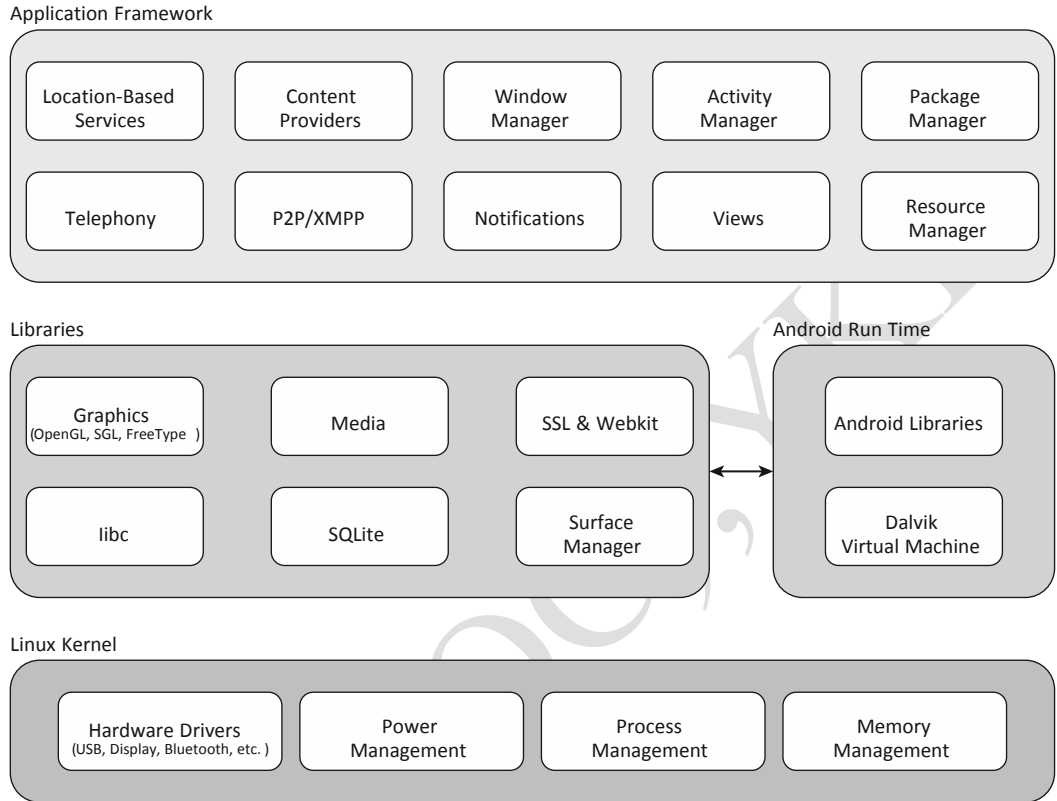 Application Framework
Location-Based
Services
Content
Providers
Window
Manager
Activity
Manager
Package
Manager
Telephony
P2P/XMPP
Notifications
Views
Resource
Manager
Libraries
Android Run Time
Graphics
(OpenGL, SGL, FreeType )
Media
SSL & Webkit
Android Libraries
libc
SQLite
Surface
Manager
Dalvik
Virtual Machine
Linux Kernel
Hardware Drivers
(USB, Display, Bluetooth, etc. )
Power
Management
Process
Management
Memory
Management